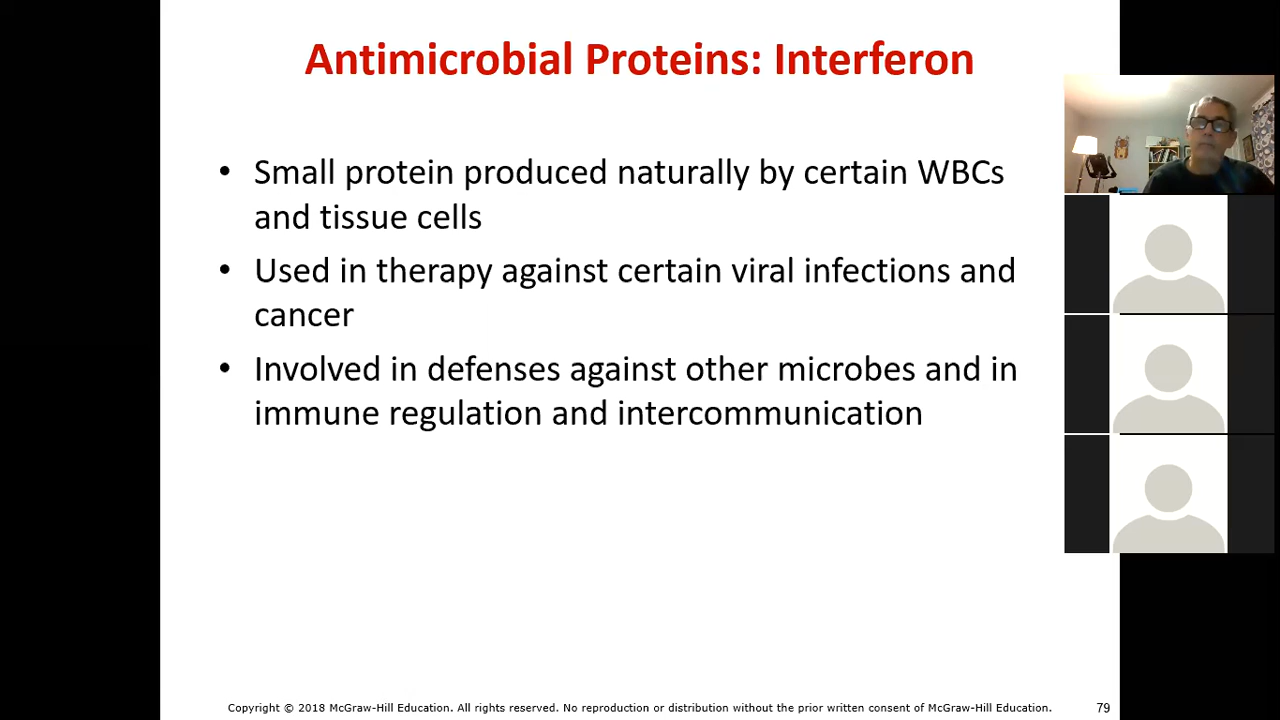 Antimicrobial Proteins: Interferon
• Small protein produced naturally by certain WBCs
and tissue cells
• Used in therapy against certain viral infections and
cancer
• Involved in defenses against other microbes and in
immune regulation and intercommunication
Copyright © 2018 McGraw-Hill Education. All rights reserved. No reproduction or distribution without the prior written consent of McGraw-Hill Education.
79